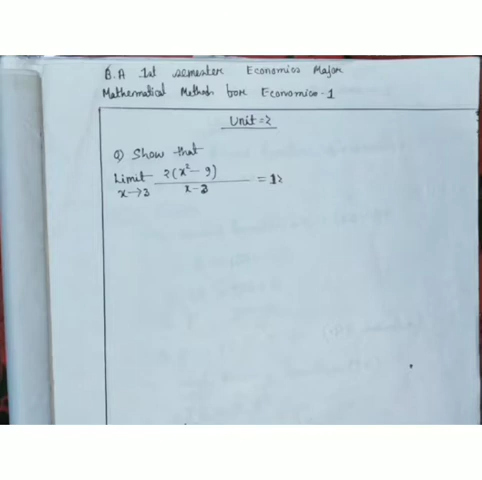 B.A 1st semester Economics Major
Mathematical Methods for Economics-1
Unit=2
Q) Show that
Limit 2(x²-9) = 12
x→3 x-3